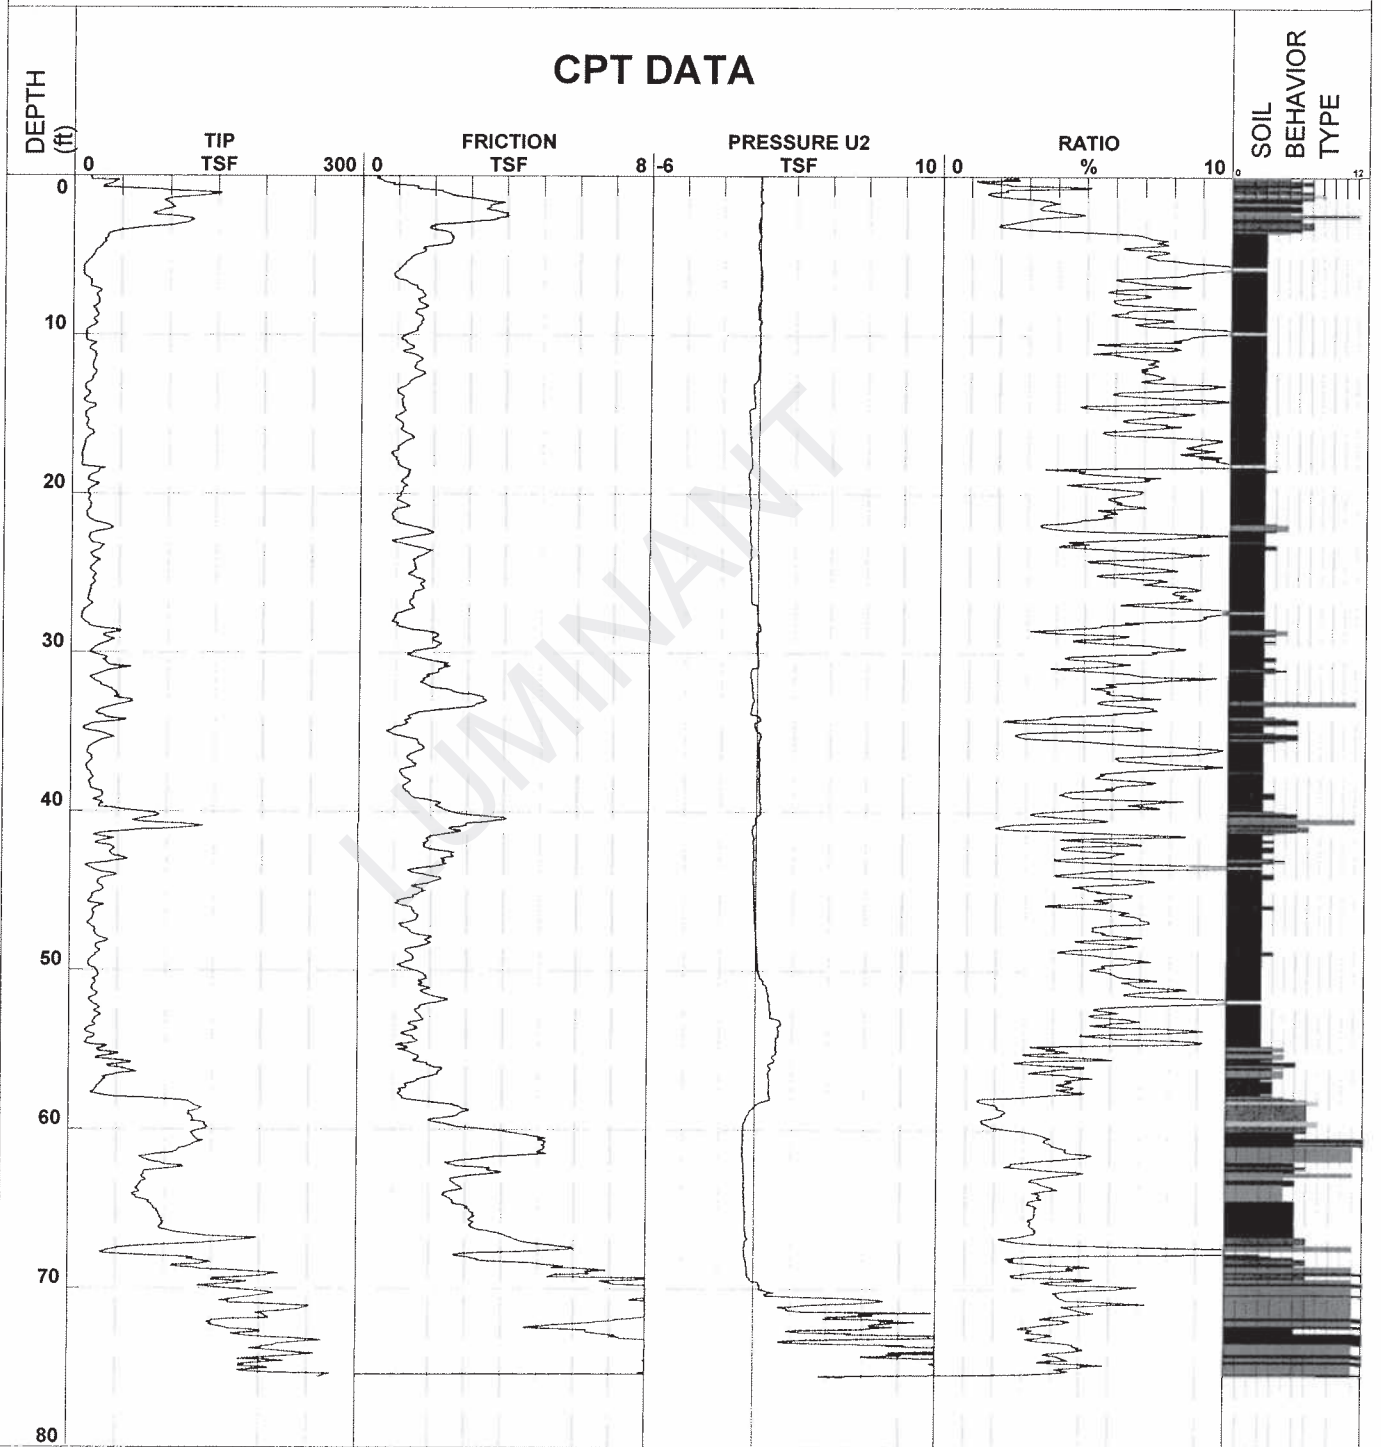 CPT DATA
DEPTH
(ft)
SOIL
BEHAVIOR
TYPE
TIP
TSF
0
300
FRICTION
TSF
0
8
PRESSURE U2
TSF
-6
10
RATIO
%
0
10
0
12
0
10
20
30
40
50
60
70
80
LUMINANT